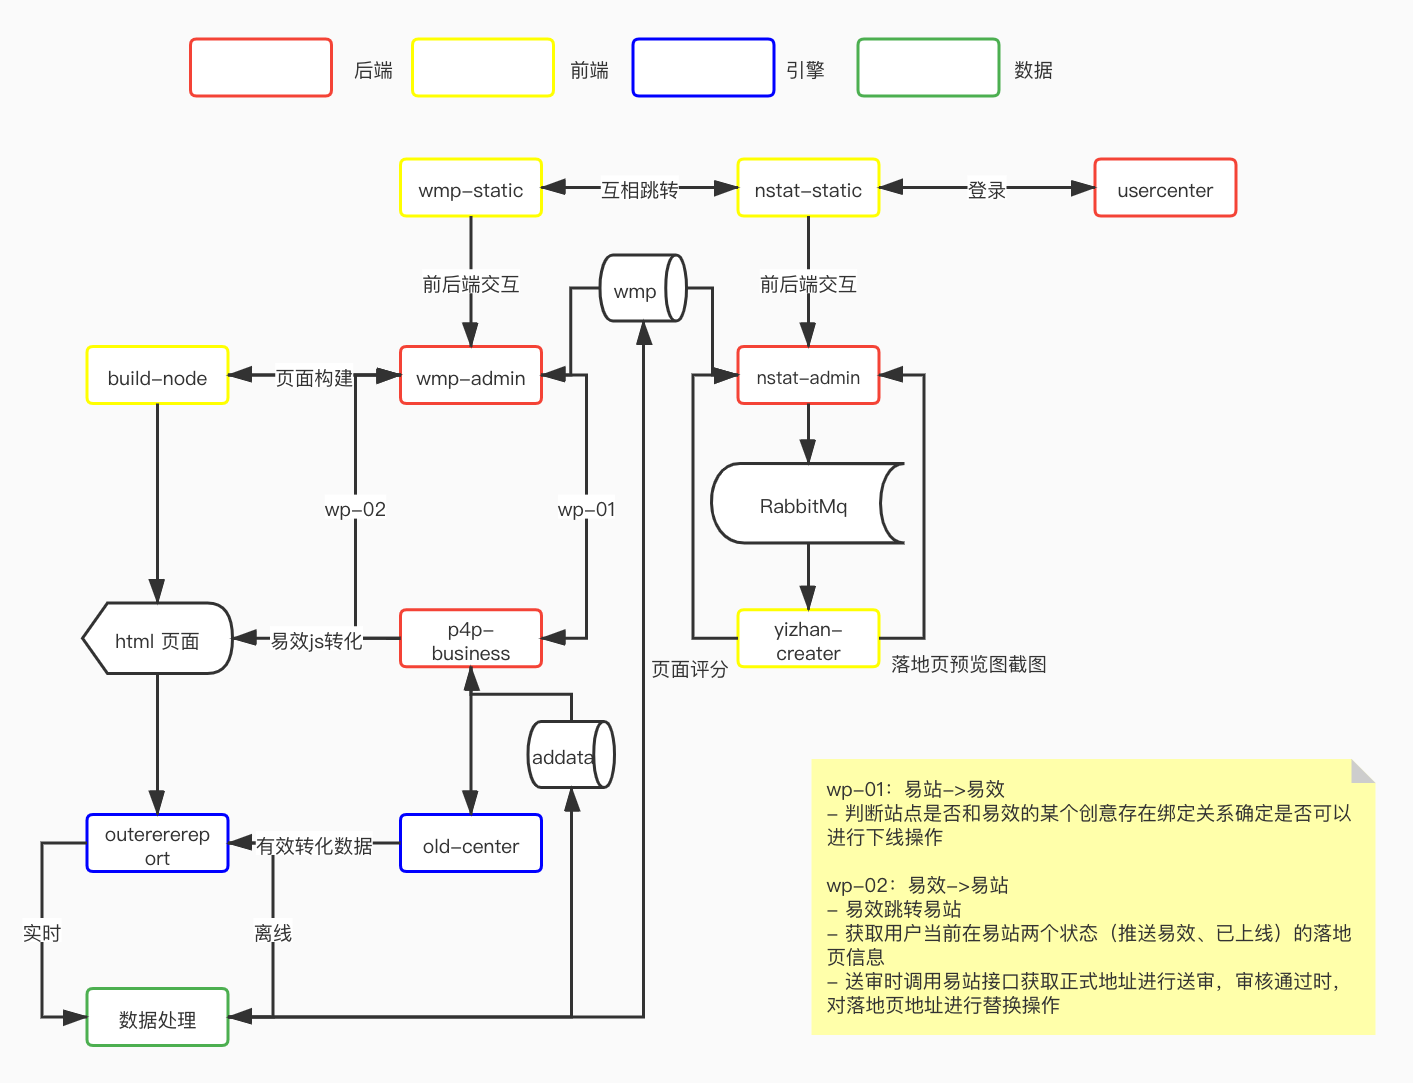 后端
前端
引擎
数据
wmp-static
互相跳转
nstat-static
登录
usercenter
前后端交互
wmp
前后端交互
build-node
页面构建
wmp-admin
nstat-admin
wp-02
wp-01
RabbitMq
html 页面
易效js转化
p4p-
business
yizhan-
creater
页面评分
落地页预览图截图
addata
outerererep
ort
有效转化数据
old-center
实时
离线
数据处理
wp-01：易站->易效
- 判断站点是否和易效的某个创意存在绑定关系确定是否可以
进行下线操作
wp-02：易效->易站
- 易效跳转易站
- 获取用户当前在易站两个状态（推送易效、已上线）的落地
页信息
- 送审时调用易站接口获取正式地址进行送审，审核通过时，
对落地页地址进行替换操作